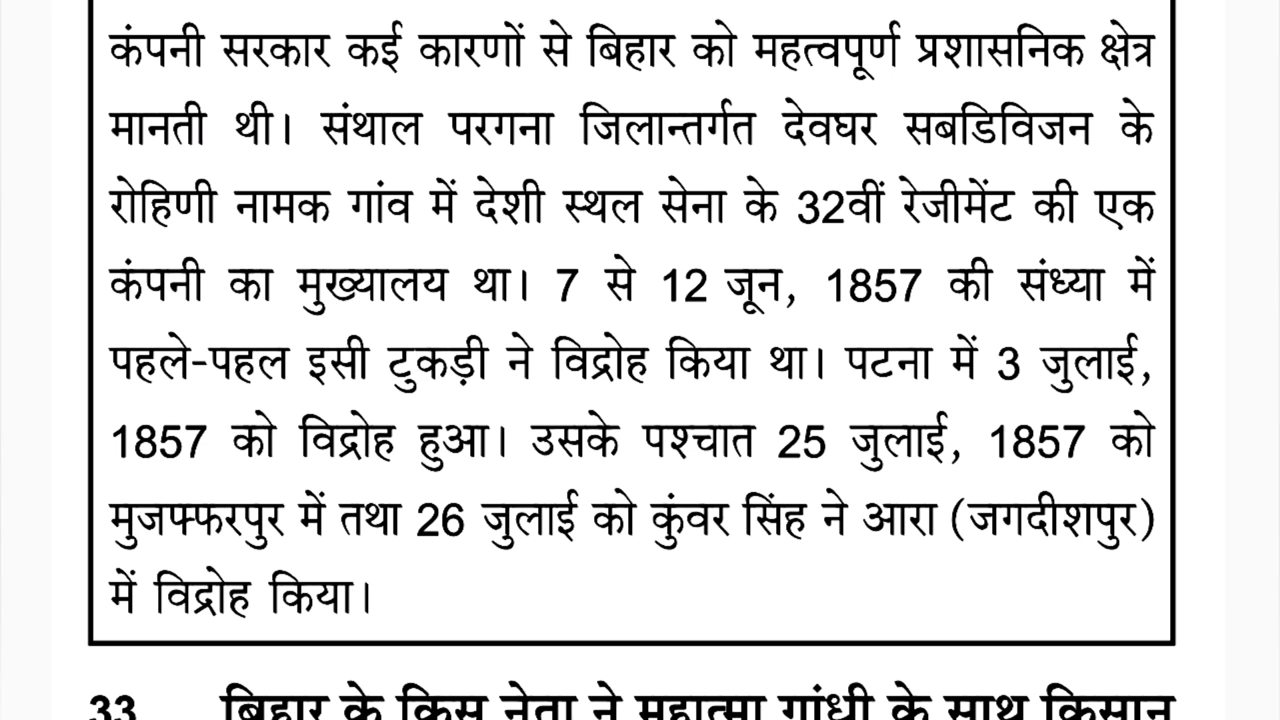 कंपनी सरकार कई कारणों से बिहार को महत्वपूर्ण प्रशासनिक क्षेत्र
मानती थी। संथाल परगना जिलान्तर्गत देवघर सबडिविजन के
रोहिणी नामक गांव में देशी स्थल सेना के 32वीं रेजीमेंट की एक
कंपनी का मुख्यालय था। 7 से 12 जून, 1857 की संध्या में
पहले-पहल इसी टुकड़ी ने विद्रोह किया था। पटना में 3 जुलाई,
1857 को विद्रोह हुआ। उसके पश्चात 25 जुलाई, 1857 को
मुजफ्फरपुर में तथा 26 जुलाई को कुंवर सिंह ने आरा (जगदीशपुर)
में विद्रोह किया।
33 बिहार के किस नेता ने महात्मा गांधी के साथ किसान